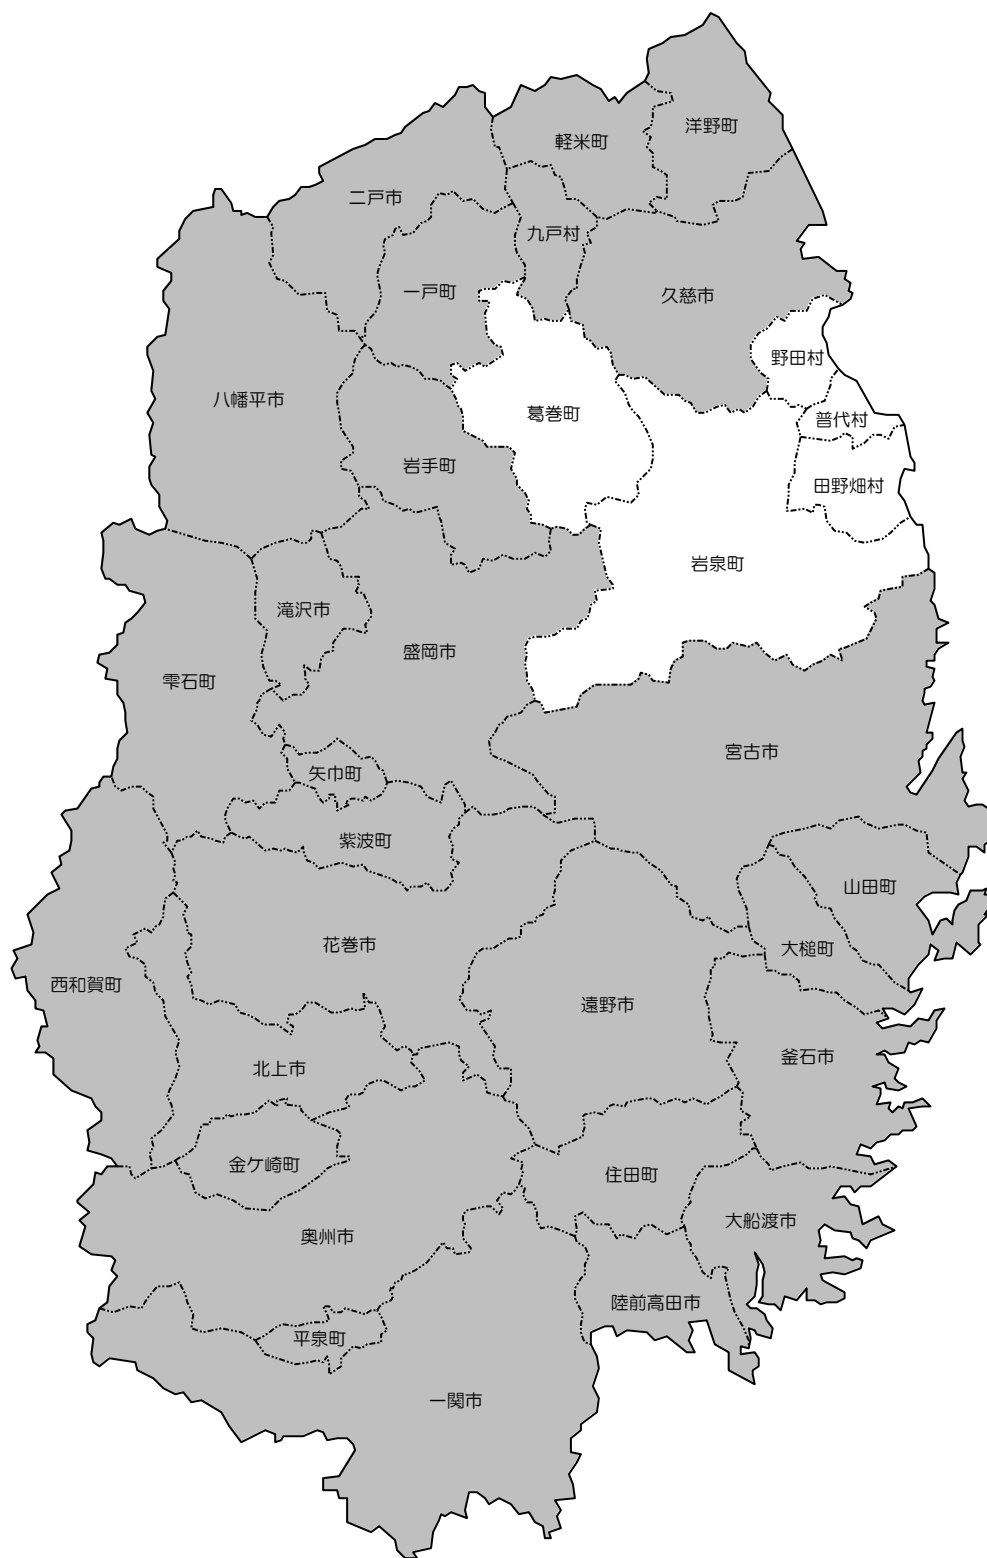 洋野町
軽米町
二戸市
九戸村
一戸町
久慈市
野田村
八幡平市
葛巻町
普代村
岩手町
田野畑村
岩泉町
滝沢市
盛岡市
雫石町
宮古市
矢巾町
紫波町
山田町
花巻市
大槌町
西和賀町
遠野市
釜石市
北上市
金ケ崎町
住田町
大船渡市
奥州市
陸前高田市
平泉町
一関市